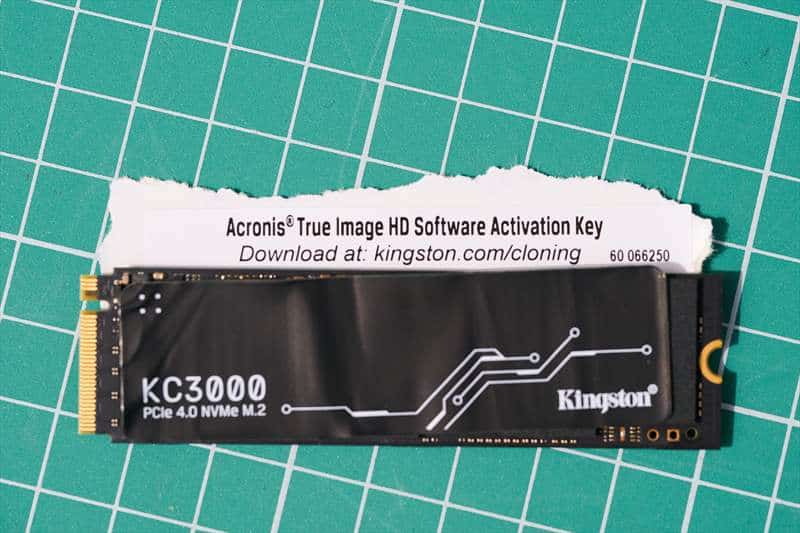 Acronis® True Image HD Software Activation Key
Download at: kingston.com/cloning 60 066250
KC3000
PCIe 4.0 NVMe M.2
Kingston®